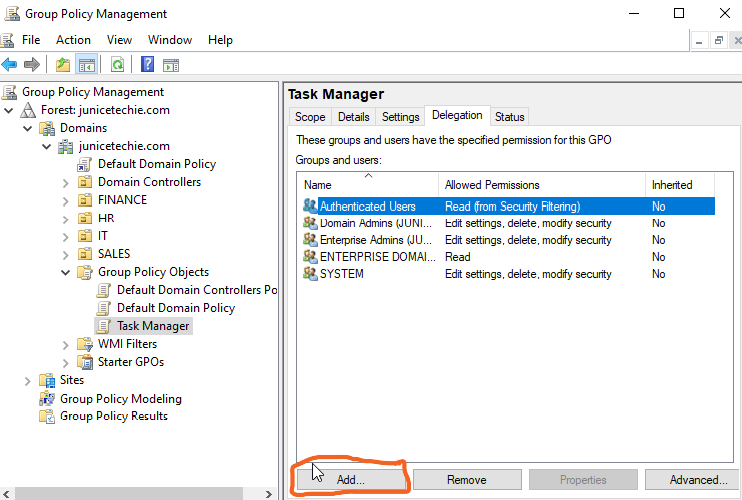 Group Policy Management
File Action View Window Help
Group Policy Management
Forest: junicetechie.com
Domains
junicetechie.com
Default Domain Policy
Domain Controllers
FINANCE
HR
IT
SALES
Group Policy Objects
Default Domain Controllers Po
Default Domain Policy
Task Manager
WMI Filters
Starter GPOs
Sites
Group Policy Modeling
Group Policy Results
Task Manager
Scope Details Settings Delegation Status
These groups and users have the specified permission for this GPO
Groups and users:
Name Allowed Permissions Inherited
Authenticated Users Read (from Security Filtering) No
Domain Admins (JUNI... Edit settings, delete, modify security No
Enterprise Admins (JU... Edit settings, delete, modify security No
ENTERPRISE DOMAI... Read No
SYSTEM Edit settings, delete, modify security No
Add... Remove Properties Advanced...